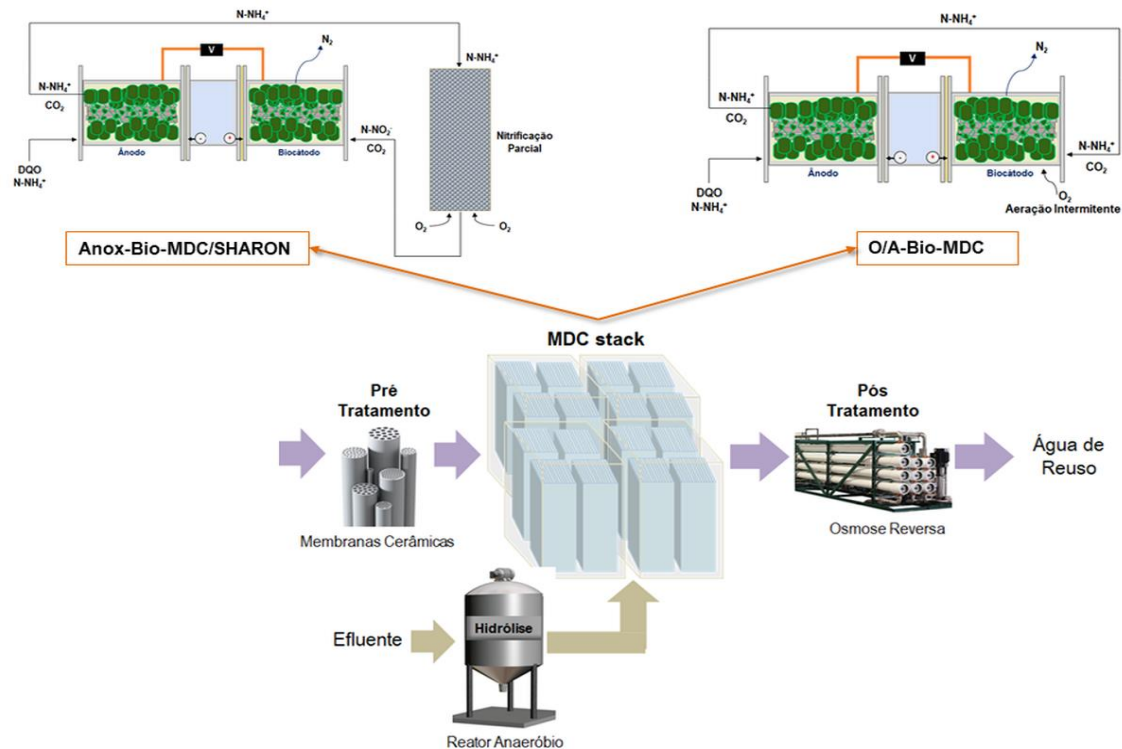 N-NH₄⁺
N₂
V
N-NH₄⁺
N-NH₄⁺
CO₂
Ânodo
-
+
Biocátodo
N-NO₂⁻
CO₂
DQO
N-NH₄⁺
Nitrificação
Parcial
O₂
O₂
Anox-Bio-MDC/SHARON
N-NH₄⁺
N₂
V
N-NH₄⁺
CO₂
Ânodo
-
+
Biocátodo
N-NH₄⁺
CO₂
DQO
N-NH₄⁺
O₂
Aeração Intermitente
O/A-Bio-MDC
MDC stack
Pré
Tratamento
Membranas Cerâmicas
Pós
Tratamento
Osmose Reversa
Água de
Reuso
Efluente
Hidrólise
Reator Anaeróbio